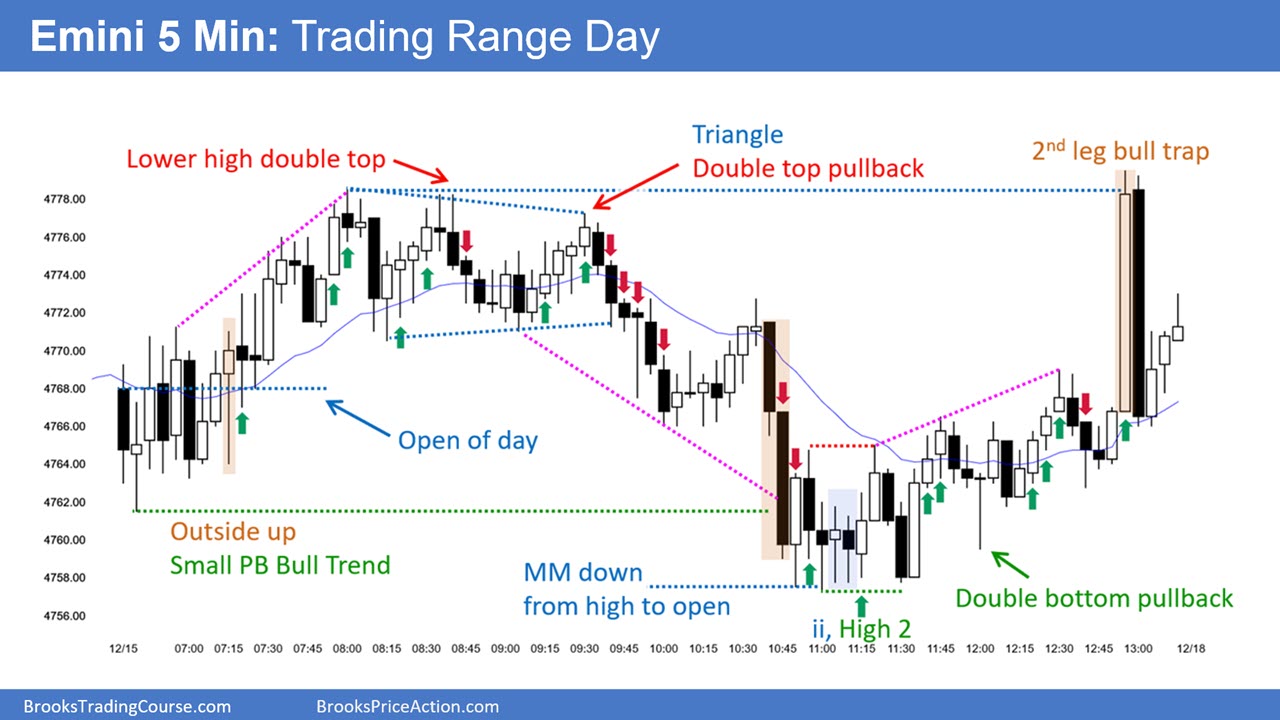 Emini 5 Min: Trading Range Day
Triangle
Lower high double top
Double top pullback
2nd leg bull trap
4778.00
4776.00
4774.00
4772.00
4770.00
4768.00
4766.00
4764.00
4762.00
4760.00
4758.00
4756.00
Open of day
Outside up
Small PB Bull Trend
MM down
from high to open
Double bottom pullback
ii, High 2
12/15 07:00 07:15 07:30 07:45 08:00 08:15 08:30 08:45 09:00 09:15 09:30 09:45 10:00 10:15 10:30 10:45 11:00 11:15 11:30 11:45 12:00 12:15 12:30 12:45 13:00 12/18
BrooksTradingCourse.com BrooksPriceAction.com